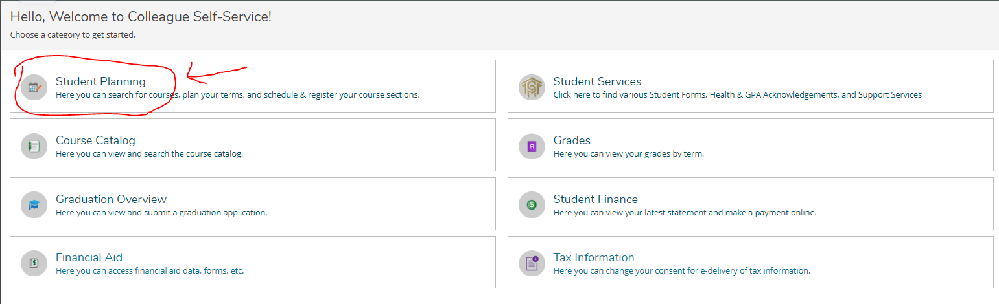 Hello, Welcome to Colleague Self-Service!
Choose a category to get started.
Student Planning
Here you can search for courses, plan your terms, and schedule & register your course sections.
Student Services
Click here to find various Student Forms, Health & GPA Acknowledgements, and Support Services
Course Catalog
Here you can view and search the course catalog.
Grades
Here you can view your grades by term.
Graduation Overview
Here you can view and submit a graduation application.
Student Finance
Here you can view your latest statement and make a payment online.
Financial Aid
Here you can access financial aid data, forms, etc.
Tax Information
Here you can change your consent for e-delivery of tax information.